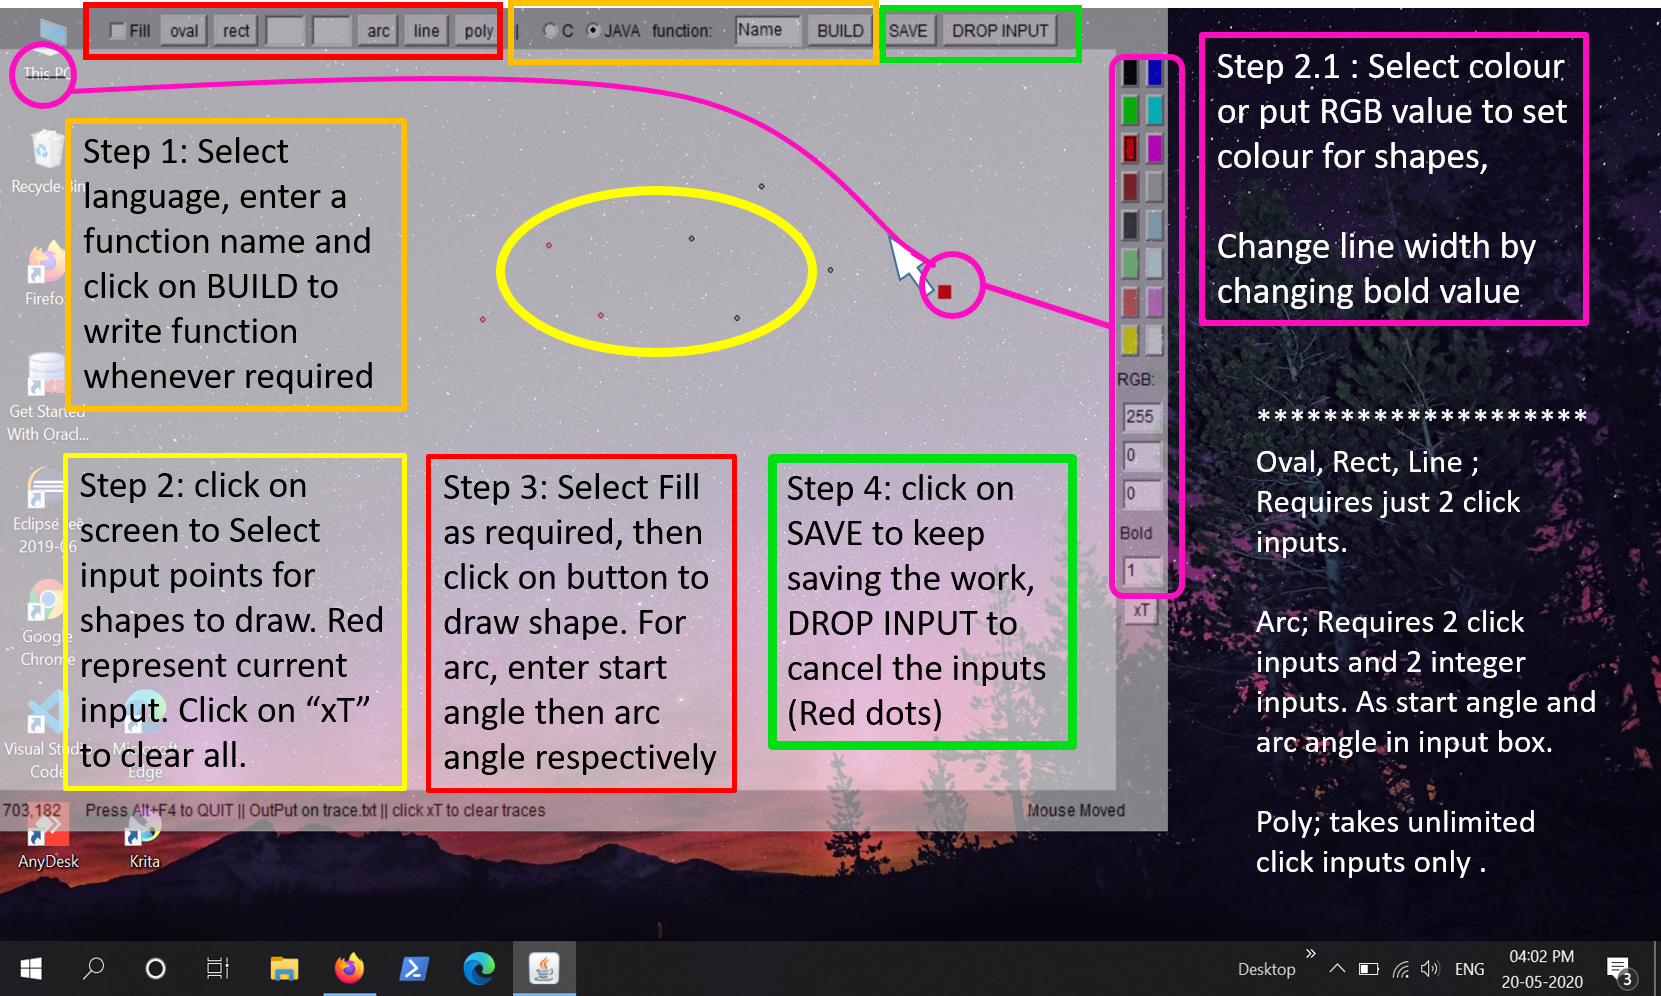 Fill oval rect arc line poly C JAVA function: Name BUILD SAVE DROP INPUT
This PC
Recycle Bin
Firefox
Get Started
With Oracl...
Eclipse jee
2019-06
Google
Chrome
Visual Studio
Code
Microsoft
Edge
AnyDesk
Krita
Step 1: Select
language, enter a
function name and
click on BUILD to
write function
whenever required
Step 2: click on
screen to Select
input points for
shapes to draw. Red
represent current
input. Click on “xT”
to clear all.
Step 3: Select Fill
as required, then
click on button to
draw shape. For
arc, enter start
angle then arc
angle respectively
Step 4: click on
SAVE to keep
saving the work,
DROP INPUT to
cancel the inputs
(Red dots)
RGB:
255
0
0
Bold
1
xT
Step 2.1 : Select colour
or put RGB value to set
colour for shapes,
Change line width by
changing bold value
********************
Oval, Rect, Line ;
Requires just 2 click
inputs.
Arc; Requires 2 click
inputs and 2 integer
inputs. As start angle and
arc angle in input box.
Poly; takes unlimited
click inputs only .
703,182 Press Alt+F4 to QUIT || OutPut on trace.txt || click xT to clear traces Mouse Moved
Desktop » ENG 04:02 PM
20-05-2020
3